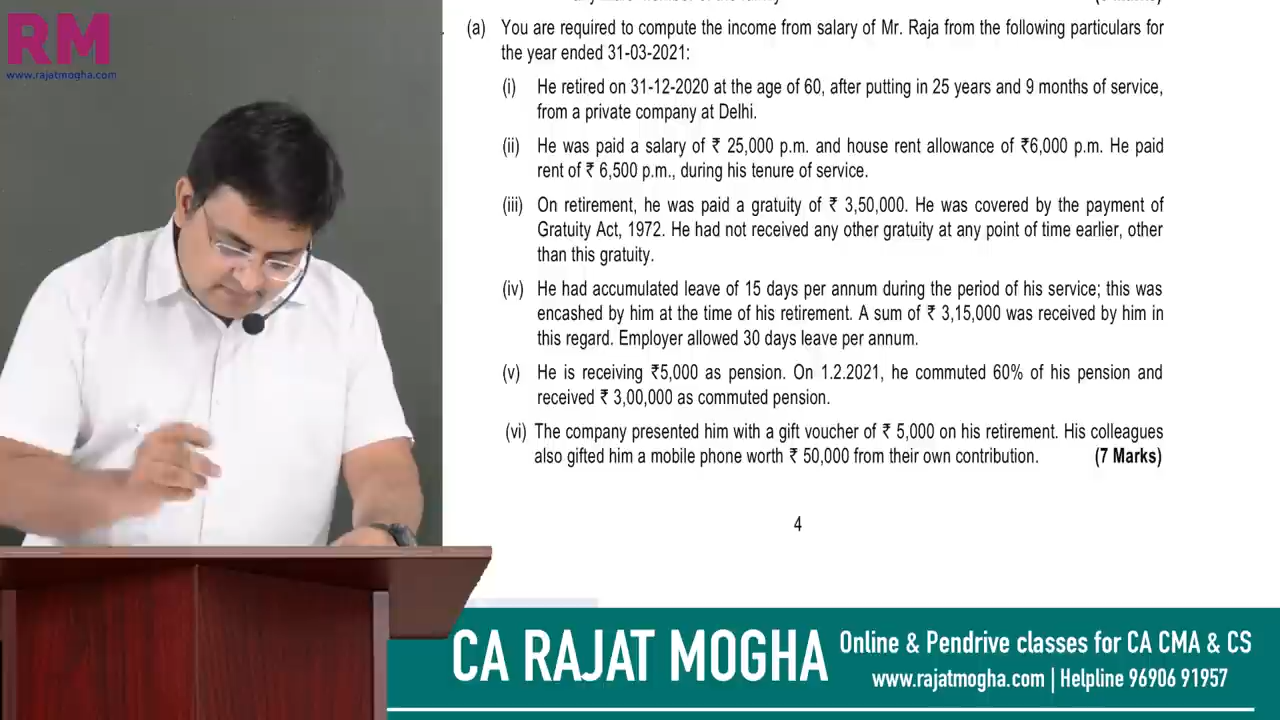 RM
www.rajatmogha.com
(a) You are required to compute the income from salary of Mr. Raja from the following particulars for
the year ended 31-03-2021:
(i) He retired on 31-12-2020 at the age of 60, after putting in 25 years and 9 months of service,
from a private company at Delhi.
(ii) He was paid a salary of ₹ 25,000 p.m. and house rent allowance of ₹6,000 p.m. He paid
rent of ₹ 6,500 p.m., during his tenure of service.
(iii) On retirement, he was paid a gratuity of ₹ 3,50,000. He was covered by the payment of
Gratuity Act, 1972. He had not received any other gratuity at any point of time earlier, other
than this gratuity.
(iv) He had accumulated leave of 15 days per annum during the period of his service; this was
encashed by him at the time of his retirement. A sum of ₹ 3,15,000 was received by him in
this regard. Employer allowed 30 days leave per annum.
(v) He is receiving ₹5,000 as pension. On 1.2.2021, he commuted 60% of his pension and
received ₹ 3,00,000 as commuted pension.
(vi) The company presented him with a gift voucher of ₹ 5,000 on his retirement. His colleagues
also gifted him a mobile phone worth ₹ 50,000 from their own contribution. (7 Marks)
4
CA RAJAT MOGHA
Online & Pendrive classes for CA CMA & CS
www.rajatmogha.com | Helpline 96906 91957